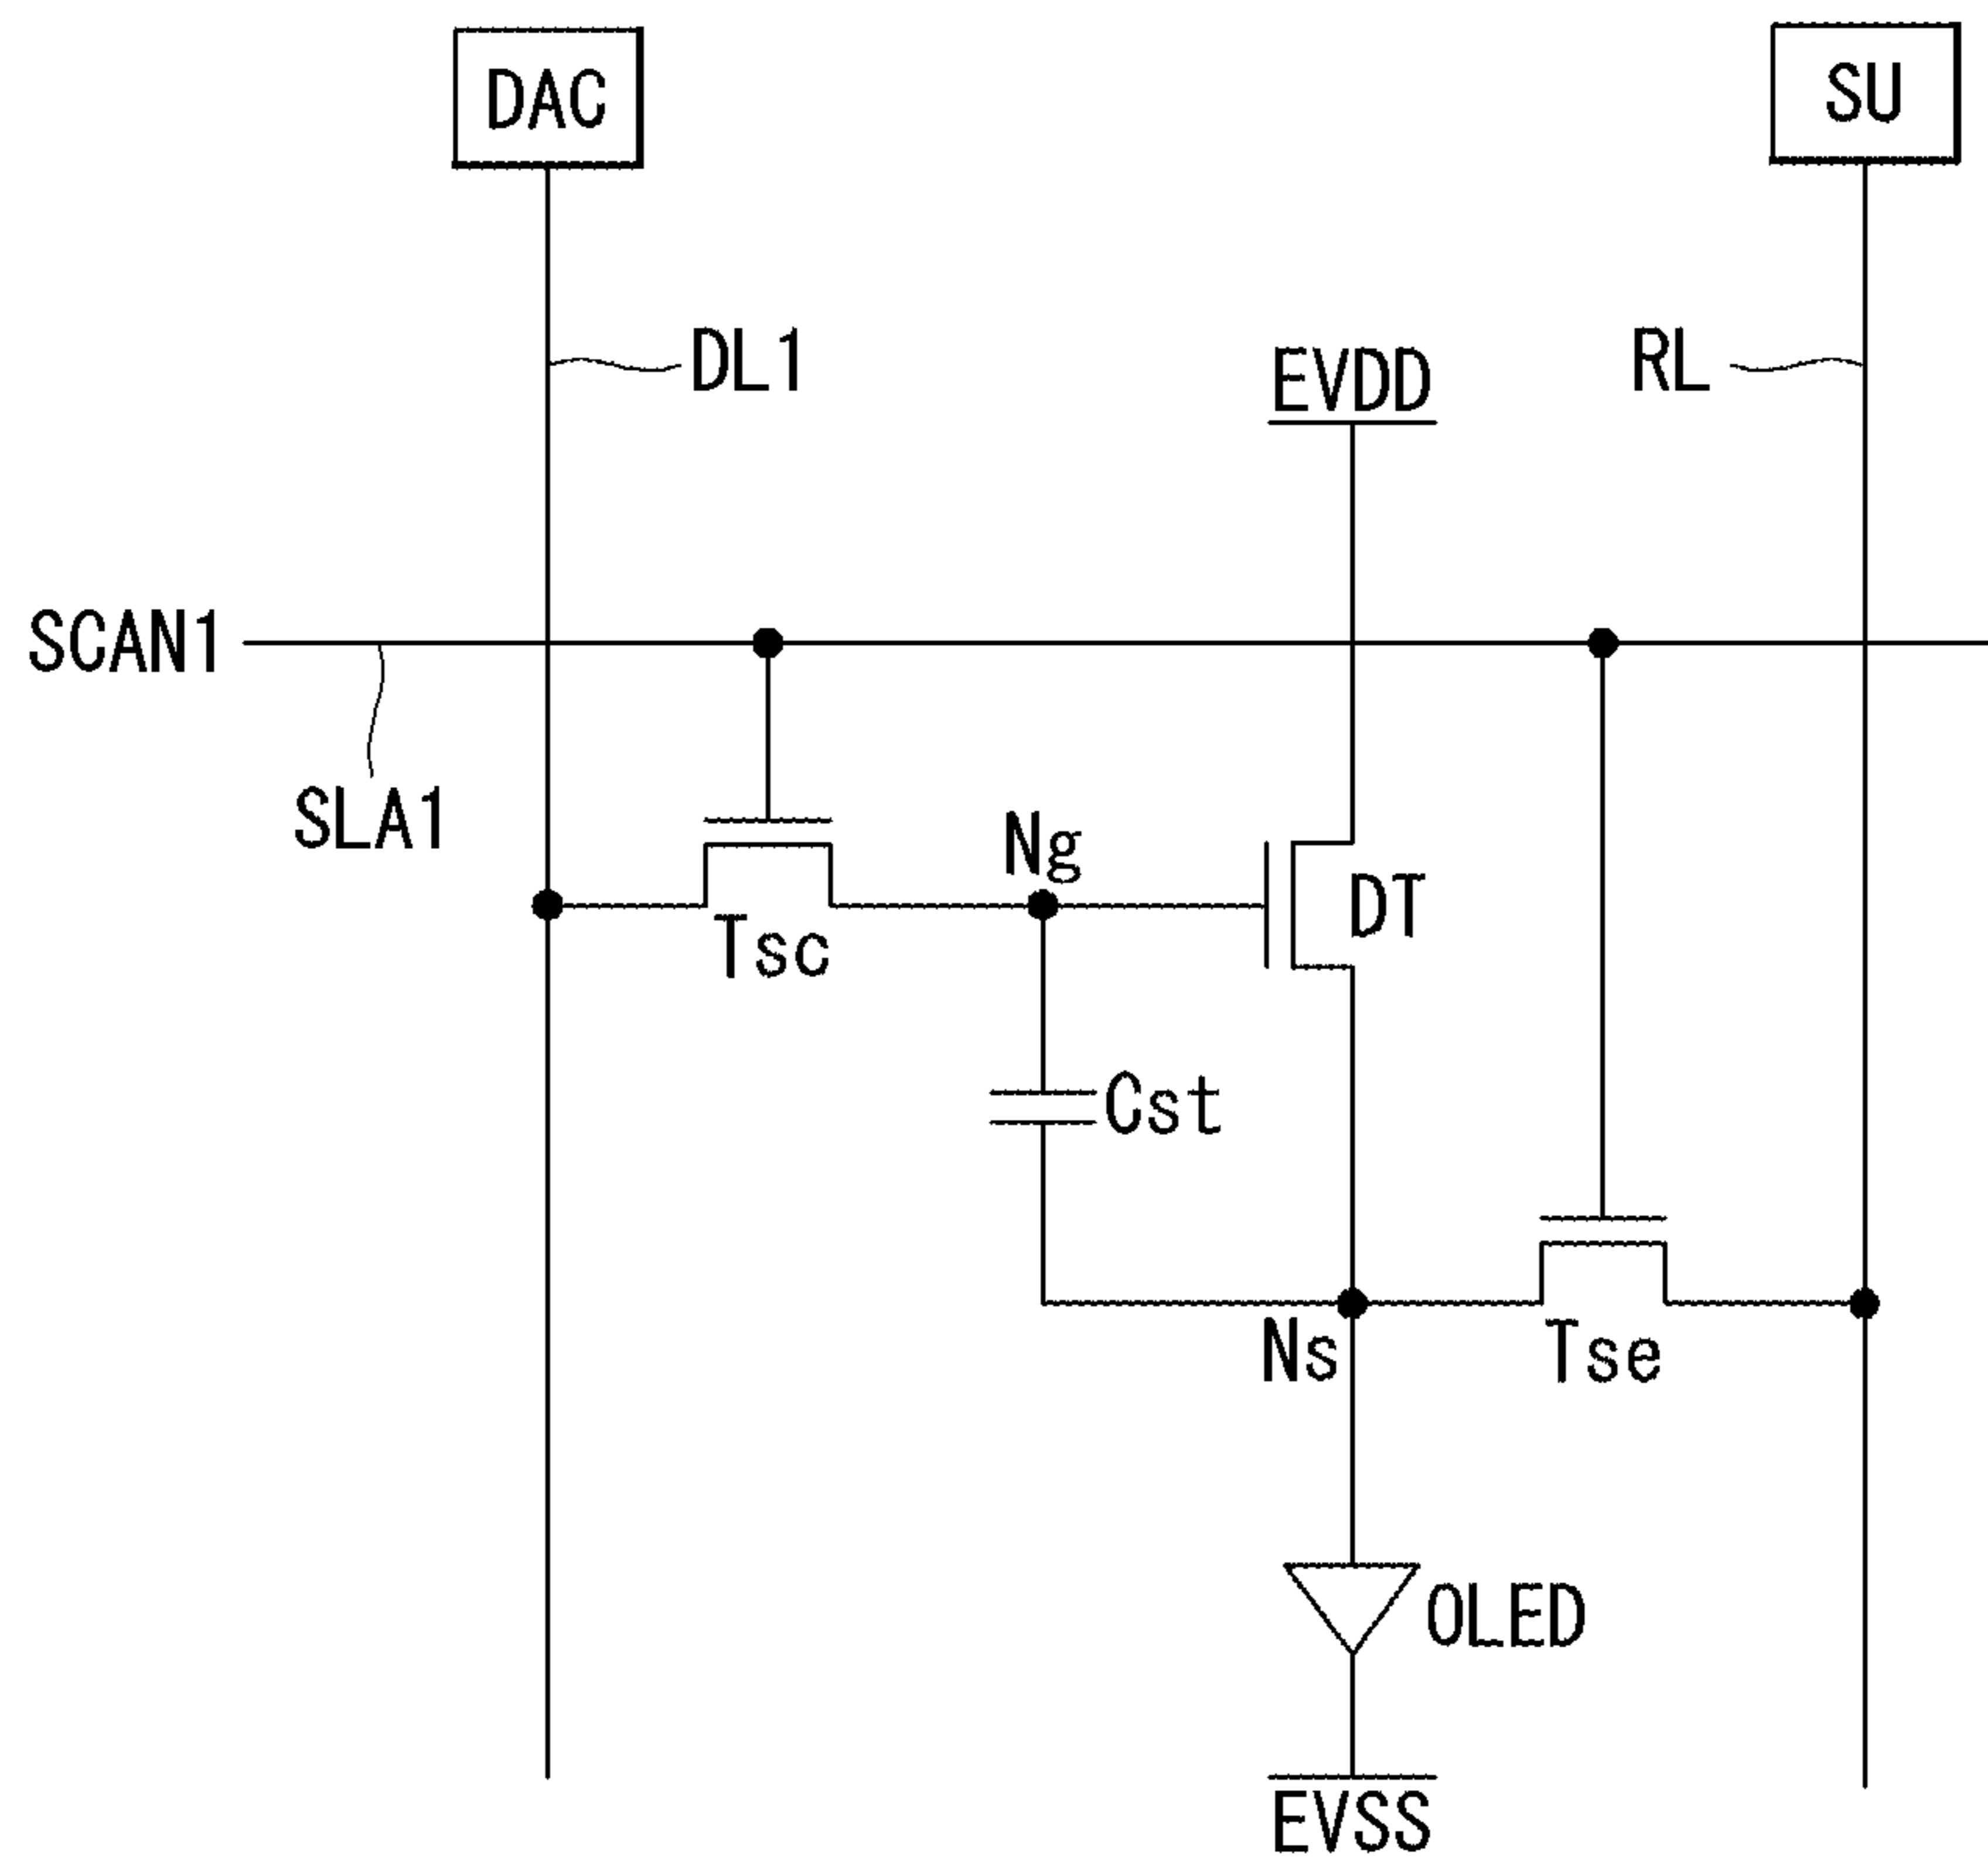 DAC
SU
DL1
EVDD
RL
SCAN1
SLA1
Ng
DT
Tsc
Cst
Ns
Tse
OLED
EVSS